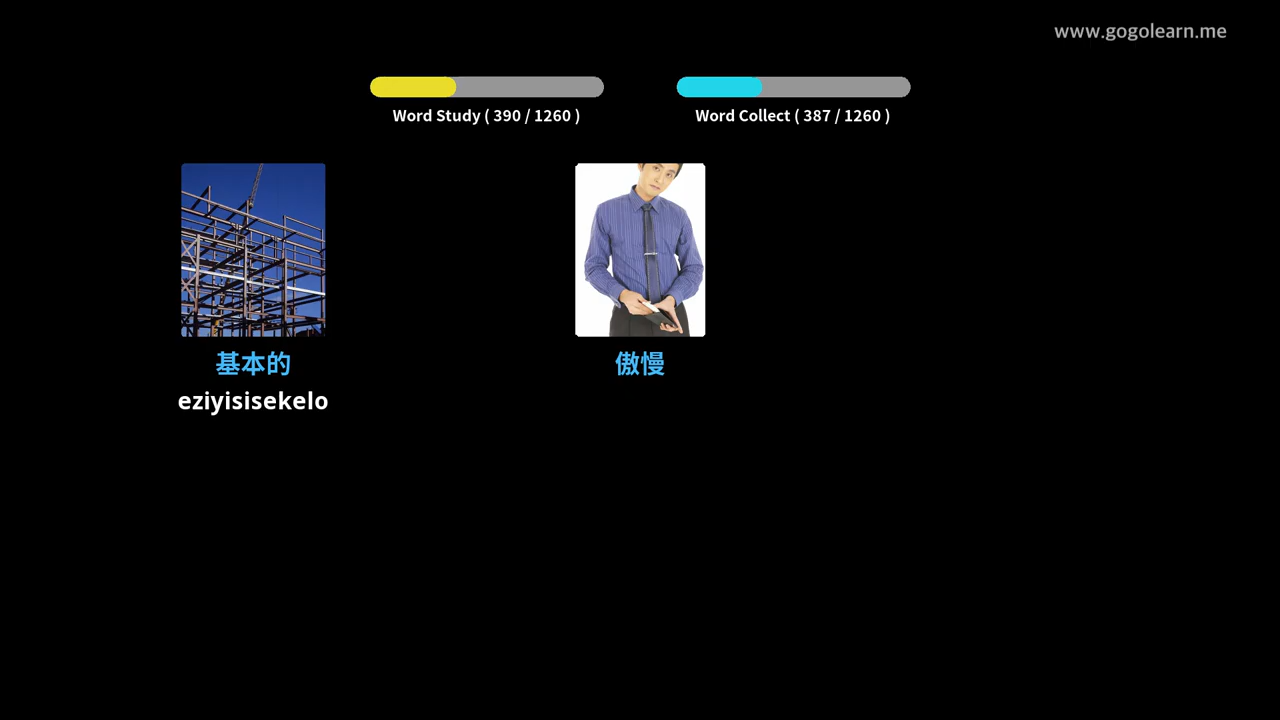 www.gogolearn.me
Word Study ( 390 / 1260 )
Word Collect ( 387 / 1260 )
基本的
eziyisisekelo
傲慢